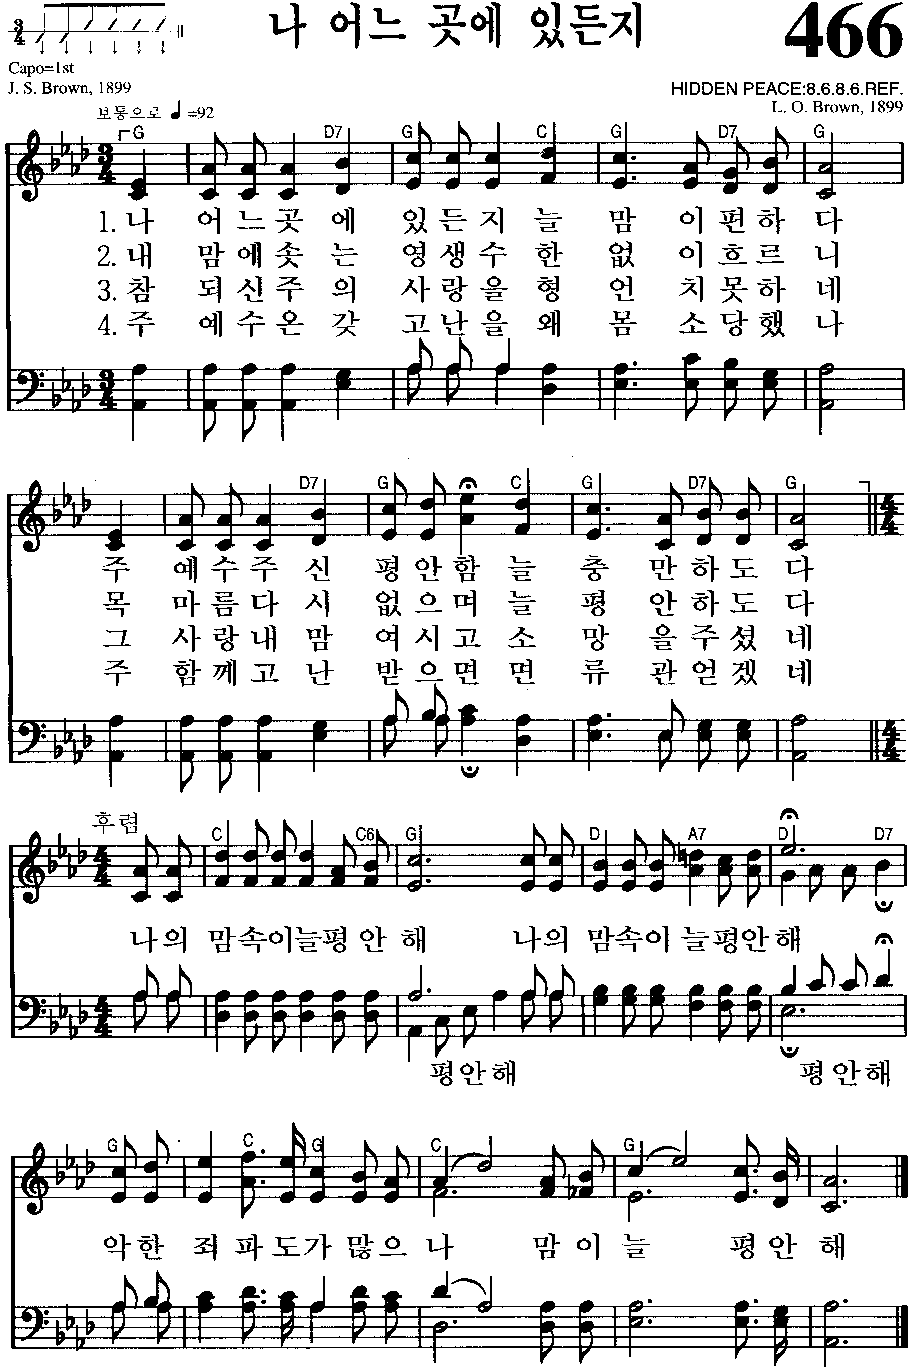 나 어느 곳에 있든지 466
Capo=1st
J. S. Brown, 1899
HIDDEN PEACE:8.6.8.6.REF.
L. O. Brown, 1899
보통으로 ♩=92
G D7 G C G D7 G
1. 나 어느곳에 있든지늘 맘 이편하다
2. 내 맘에솟는 영생수한 없 이흐르니
3. 참 되신주의 사랑을형 언 치못하네
4. 주 예수온갖 고난을왜 몸 소당했나
D7 G C G D7 G
주 예수주신 평안함늘 충 만하도다
목 마름다시 없으며늘 평 안하도다
그 사랑내맘 여시고소 망 을주셨네
주 함께고난 받으면면 류 관얻겠네
후렴
C C6 G D A7 D D7
나의 맘속이늘평안해 나의 맘속이늘평안해
평안해 평안해
G C G C G
악한 죄파도가많으나 맘이늘 평안해